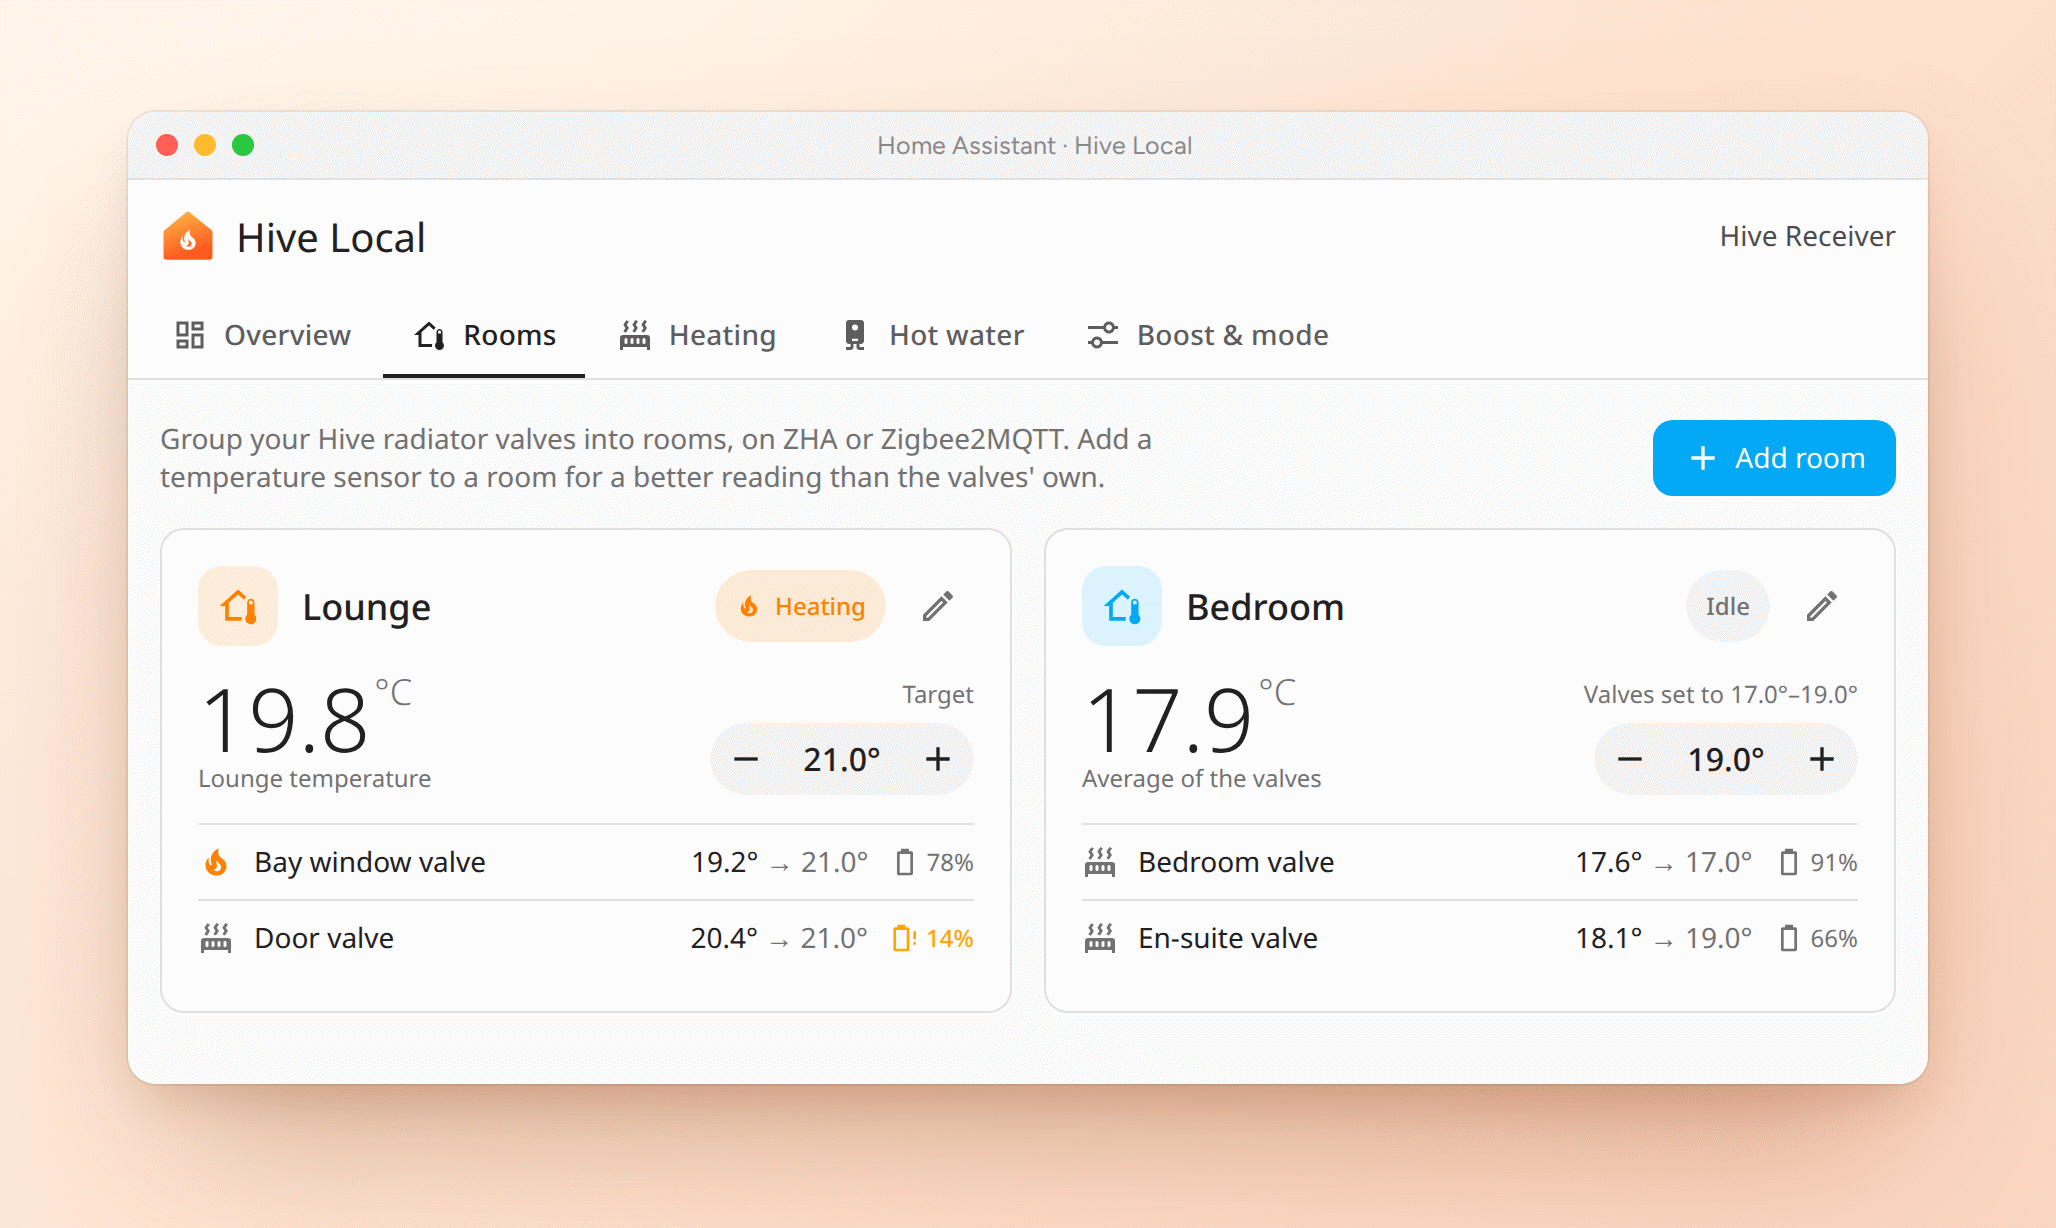 Home Assistant · Hive Local
Hive Local
Hive Receiver
Overview
Rooms
Heating
Hot water
Boost & mode
Group your Hive radiator valves into rooms, on ZHA or Zigbee2MQTT. Add a
temperature sensor to a room for a better reading than the valves' own.
+ Add room
Lounge
Heating
19.8 °C
Lounge temperature
Target
− 21.0° +
Bay window valve 19.2° → 21.0° 78%
Door valve 20.4° → 21.0° 14%
Bedroom
Idle
17.9 °C
Average of the valves
Valves set to 17.0°–19.0°
− 19.0° +
Bedroom valve 17.6° → 17.0° 91%
En-suite valve 18.1° → 19.0° 66%